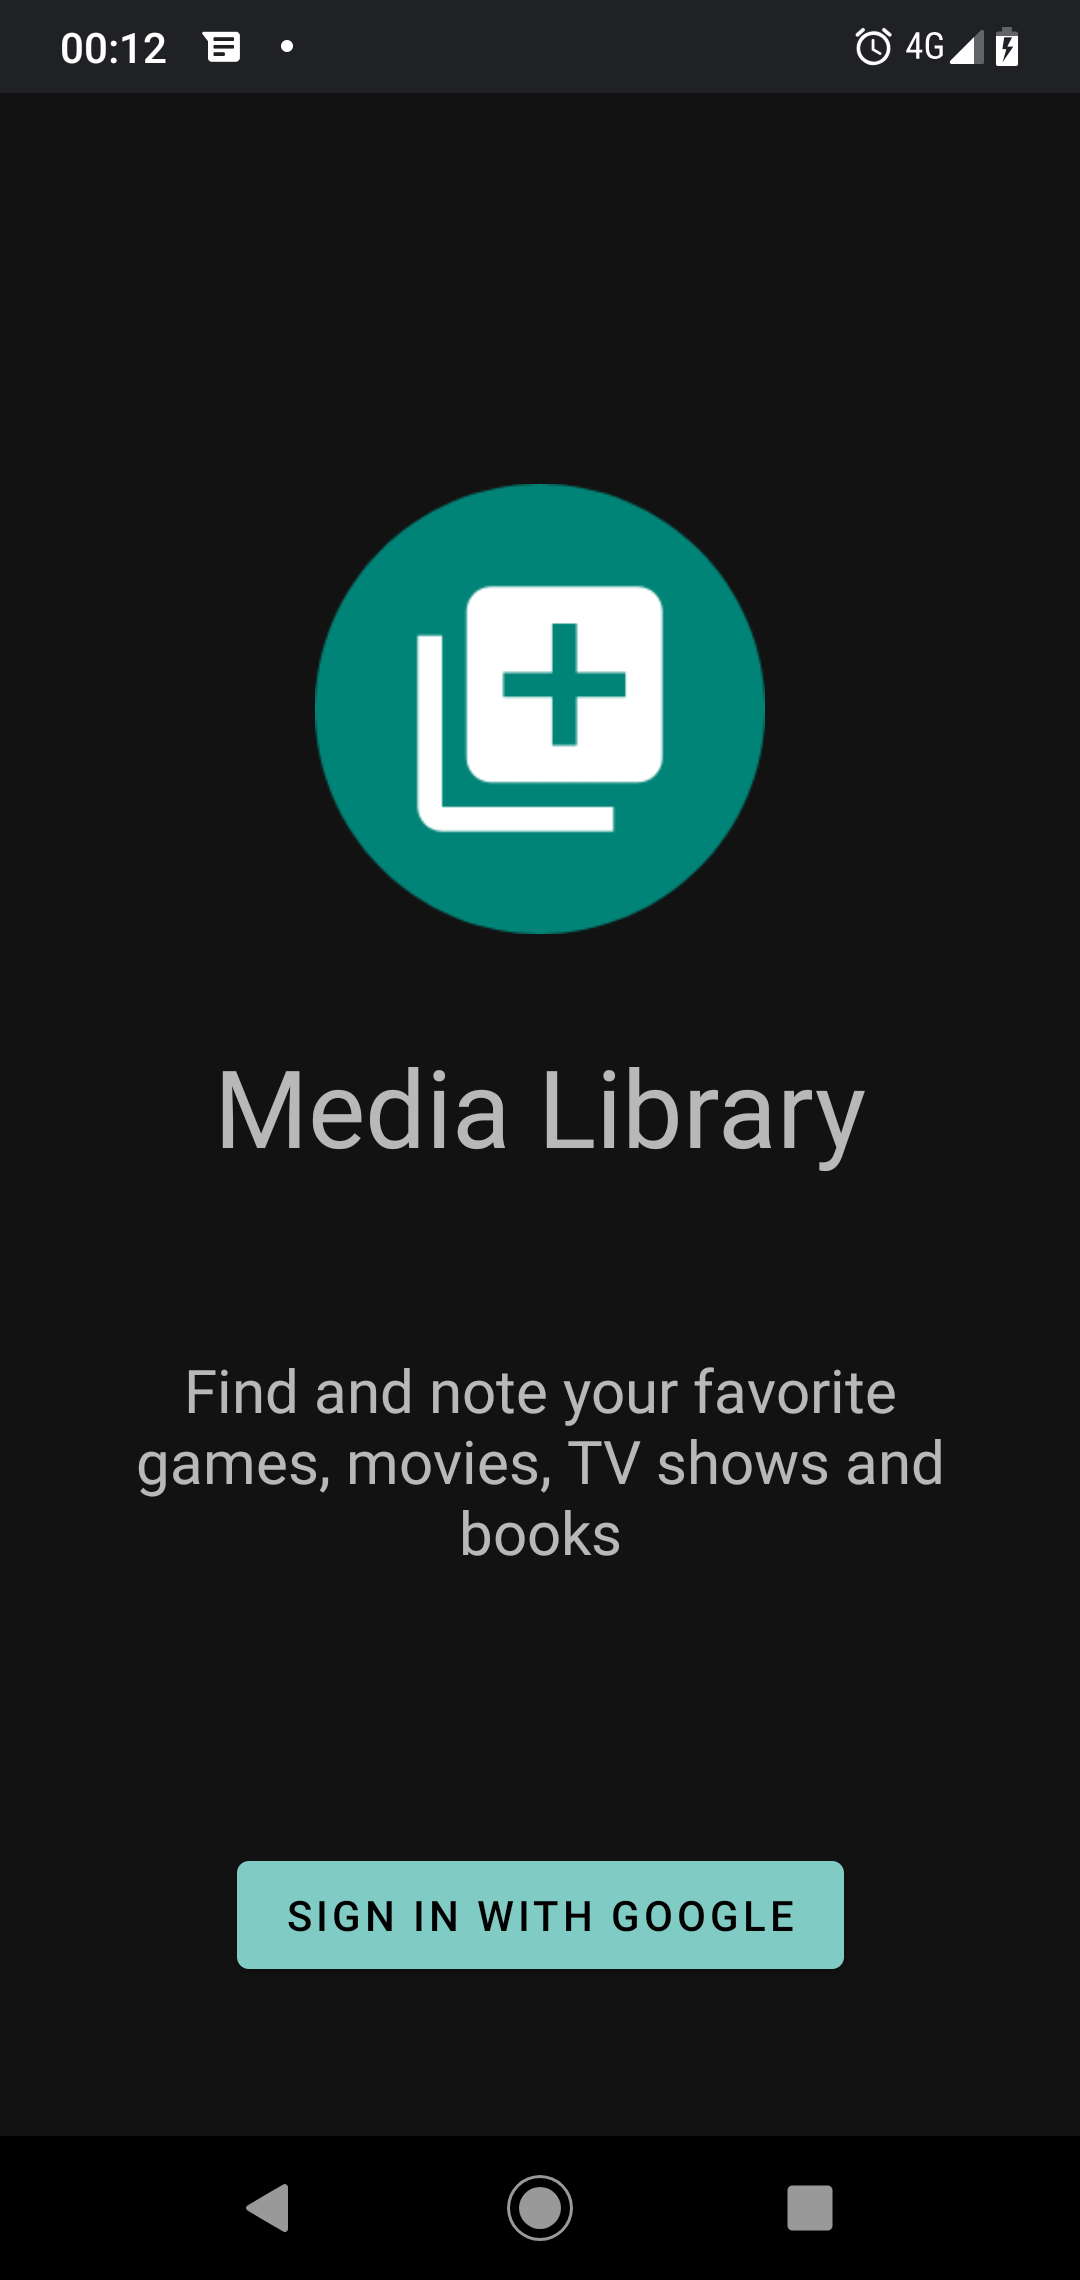 00:12
4G
Media Library
Find and note your favorite
games, movies, TV shows and
books
SIGN IN WITH GOOGLE